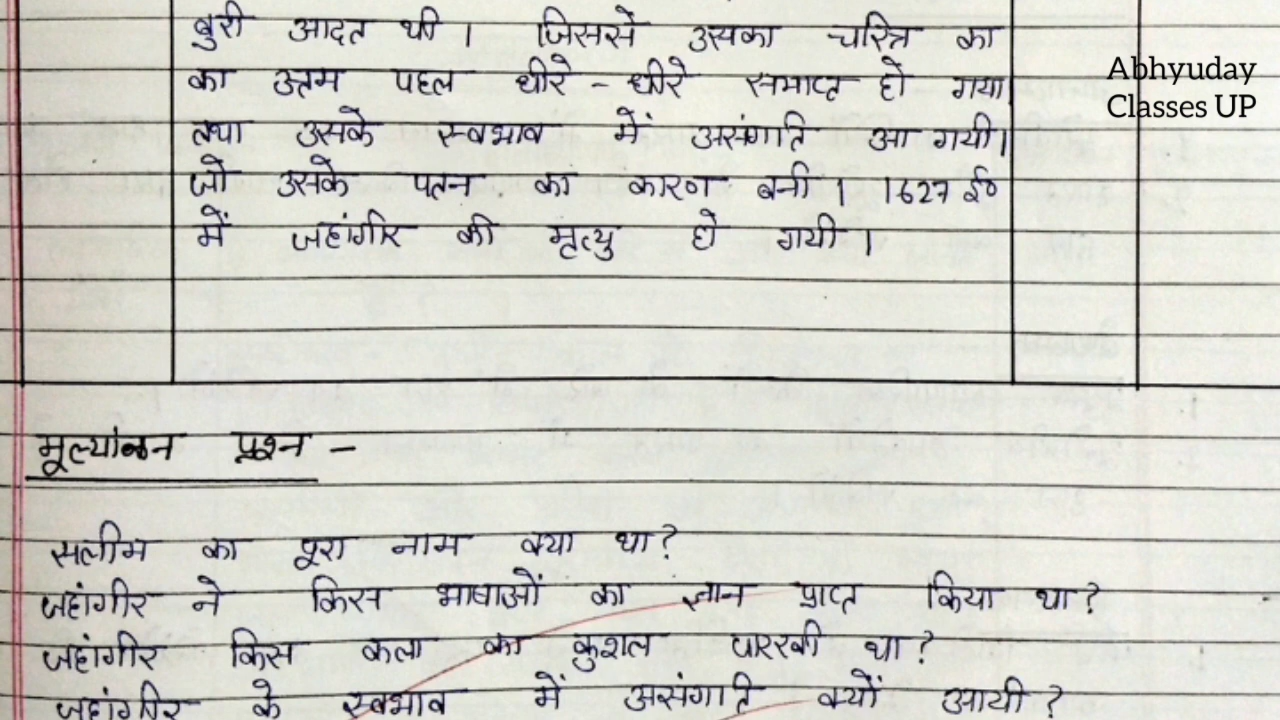 बुरी आदत थी। जिससे उसका चरित्र का
का उत्तम पहल धीरे-धीरे समाप्त हो गया
तथा उसके स्वभाव में असंगति आ गयी।
जो उसके पतन का कारण बनी। 1627 ई०
में जहांगीर की मृत्यु हो गयी।
Abhyuday
Classes UP
मूल्यांकन प्रश्न -
सलीम का पूरा नाम क्या था?
जहांगीर ने किस भाषाओं का ज्ञान प्राप्त किया था?
जहांगीर किस कला का कुशल पारखी था?
जहांगीर के स्वभाव में असंगति क्यों आयी?